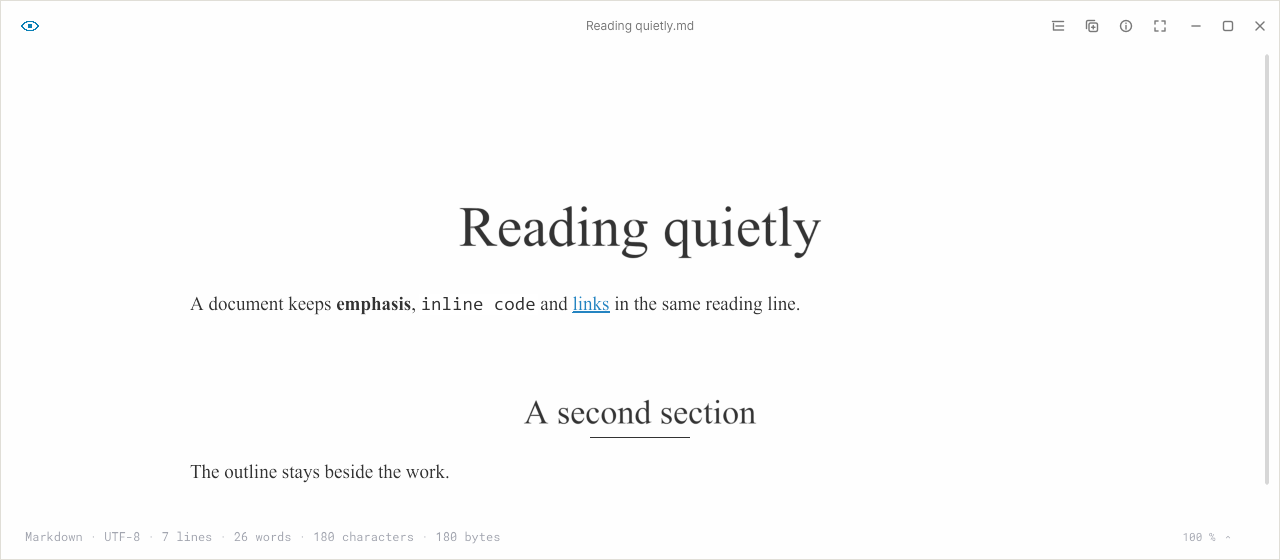 Reading quietly.md
Reading quietly
A document keeps emphasis, inline code and links in the same reading line.
A second section
The outline stays beside the work.
Markdown · UTF-8 · 7 lines · 26 words · 180 characters · 180 bytes
100 %